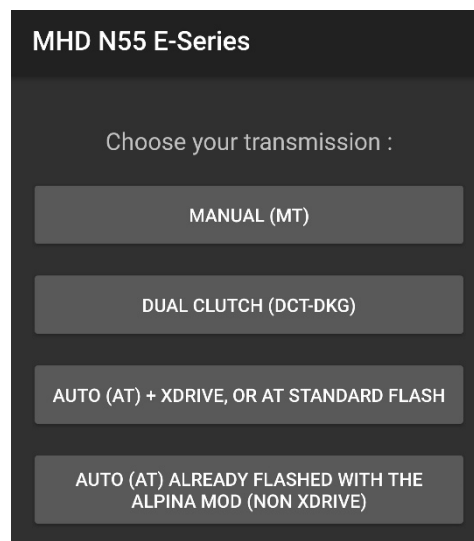 MHD N55 E-Series
Choose your transmission :
MANUAL (MT)
DUAL CLUTCH (DCT-DKG)
AUTO (AT) + XDRIVE, OR AT STANDARD FLASH
AUTO (AT) ALREADY FLASHED WITH THE
ALPINA MOD (NON XDRIVE)